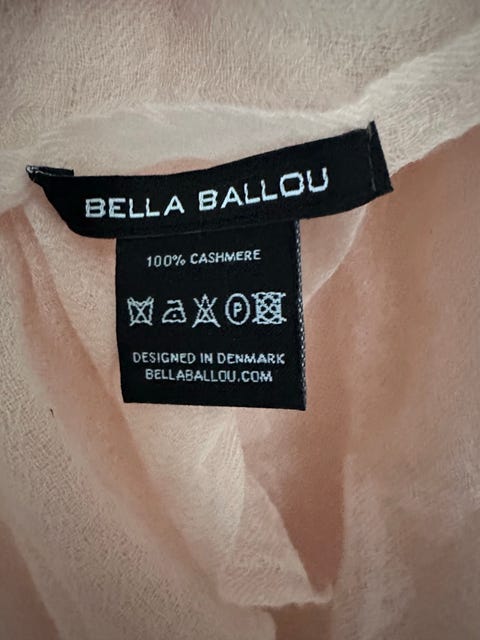 BELLA BALLOU
100% CASHMERE
P
DESIGNED IN DENMARK
BELLABALLOU.COM